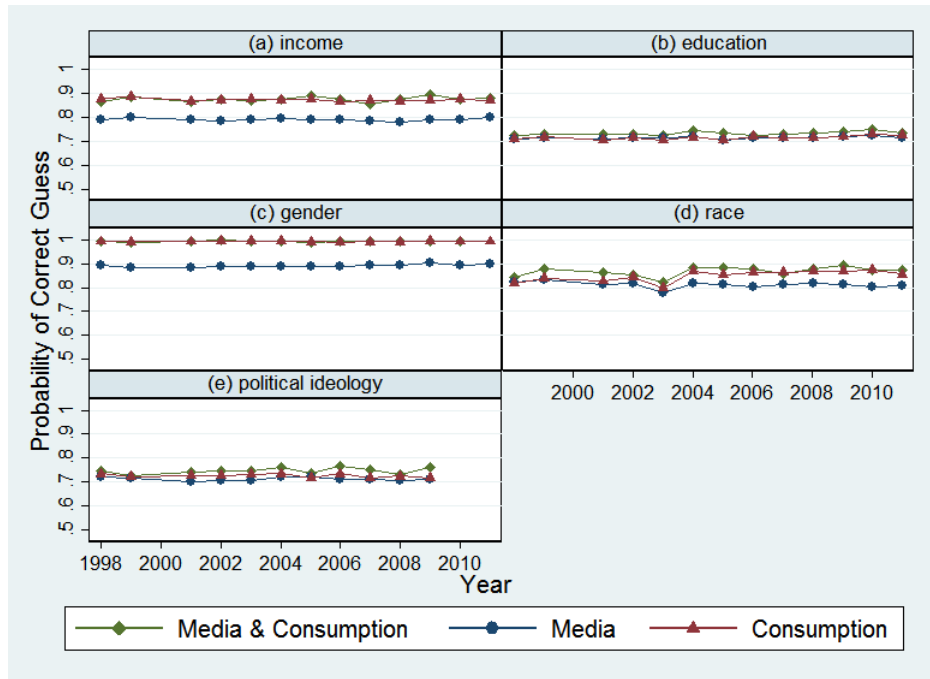 (a) income
(b) education
1
.9
.8
.7
.6
.5
(c) gender
(d) race
1
.9
.8
.7
.6
.5
2000 2002 2004 2006 2008 2010
(e) political ideology
1
.9
.8
.7
.6
.5
1998 2000 2002 2004 2006 2008 2010
Probability of Correct Guess
Year
Media & Consumption Media Consumption